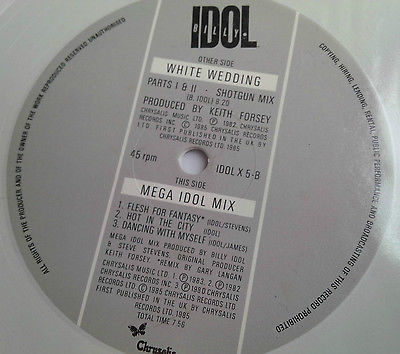 BILLY.
IDOL
OTHER SIDE
WHITE WEDDING
PARTS I & II · SHOTGUN MIX
(B. IDOL) 8.20
PRODUCED BY KEITH FORSEY
CHRYSALIS MUSIC LTD. ℗ 1982 CHRYSALIS
RECORDS INC. © 1985 CHRYSALIS RECORDS
LTD. FIRST PUBLISHED IN THE UK BY
CHRYSALIS RECORDS LTD. 1985
45 rpm
IDOL X 5-B
THIS SIDE
MEGA IDOL MIX
1. FLESH FOR FANTASY* (IDOL/STEVENS)
2. HOT IN THE CITY (IDOL)
3. DANCING WITH MYSELF (IDOL/JAMES)
MEGA IDOL MIX PRODUCED BY BILLY IDOL
& STEVE STEVENS, ORIGINAL PRODUCER
KEITH FORSEY, *REMIX BY GARY LANGAN
CHRYSALIS MUSIC LTD. 1. ℗1983. 2. ℗1982
CHRYSALIS RECORDS INC. 3. ℗1980 CHRYSALIS
RECORDS LTD. ©1985 CHRYSALIS RECORDS LTD
FIRST PUBLISHED IN THE UK BY CHRYSALIS
RECORDS LTD. 1985
TOTAL TIME 7.56
Chrysalis
ALL RIGHTS OF THE PRODUCER AND OF THE OWNER OF THE WORK REPRODUCED RESERVED. UNAUTHORISED
COPYING, HIRING, LENDING, RENTAL, PUBLIC PERFORMANCE AND BROADCASTING OF THIS RECORD PROHIBITED